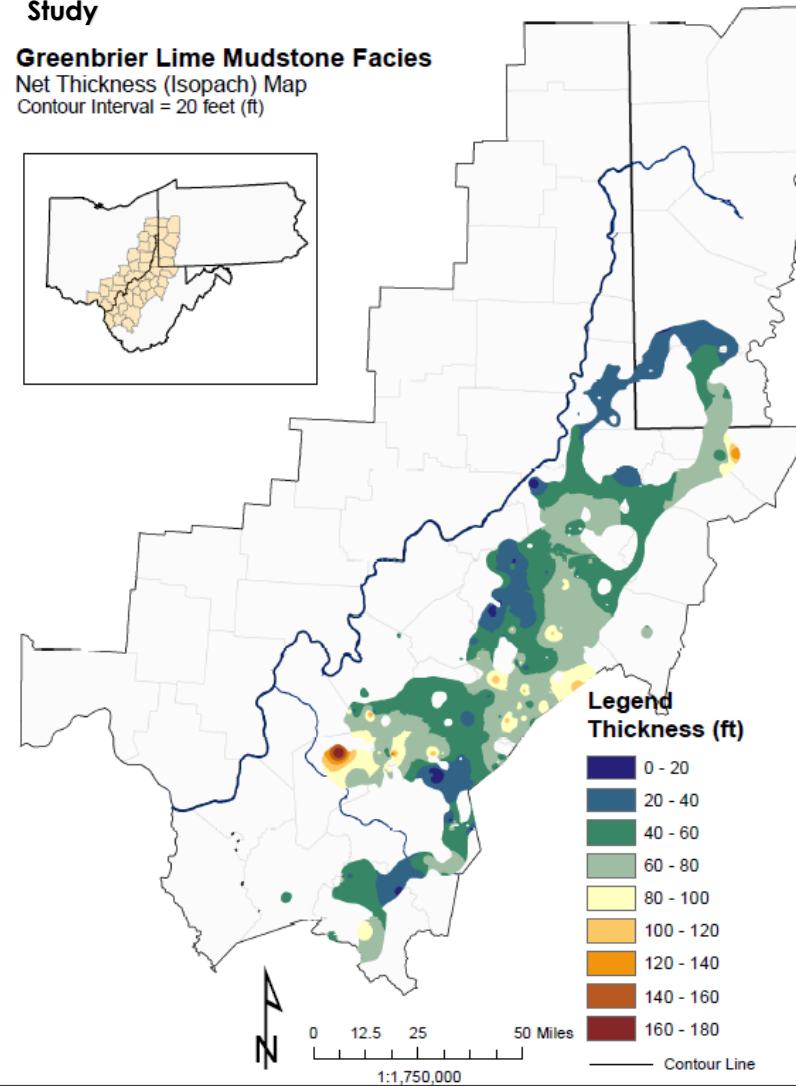 Study
Greenbrier Lime Mudstone Facies
Net Thickness (Isopach) Map
Contour Interval = 20 feet (ft)
Legend
Thickness (ft)
0 - 20
20 - 40
40 - 60
60 - 80
80 - 100
100 - 120
120 - 140
140 - 160
160 - 180
Contour Line
N
0 12.5 25 50 Miles
1:1,750,000